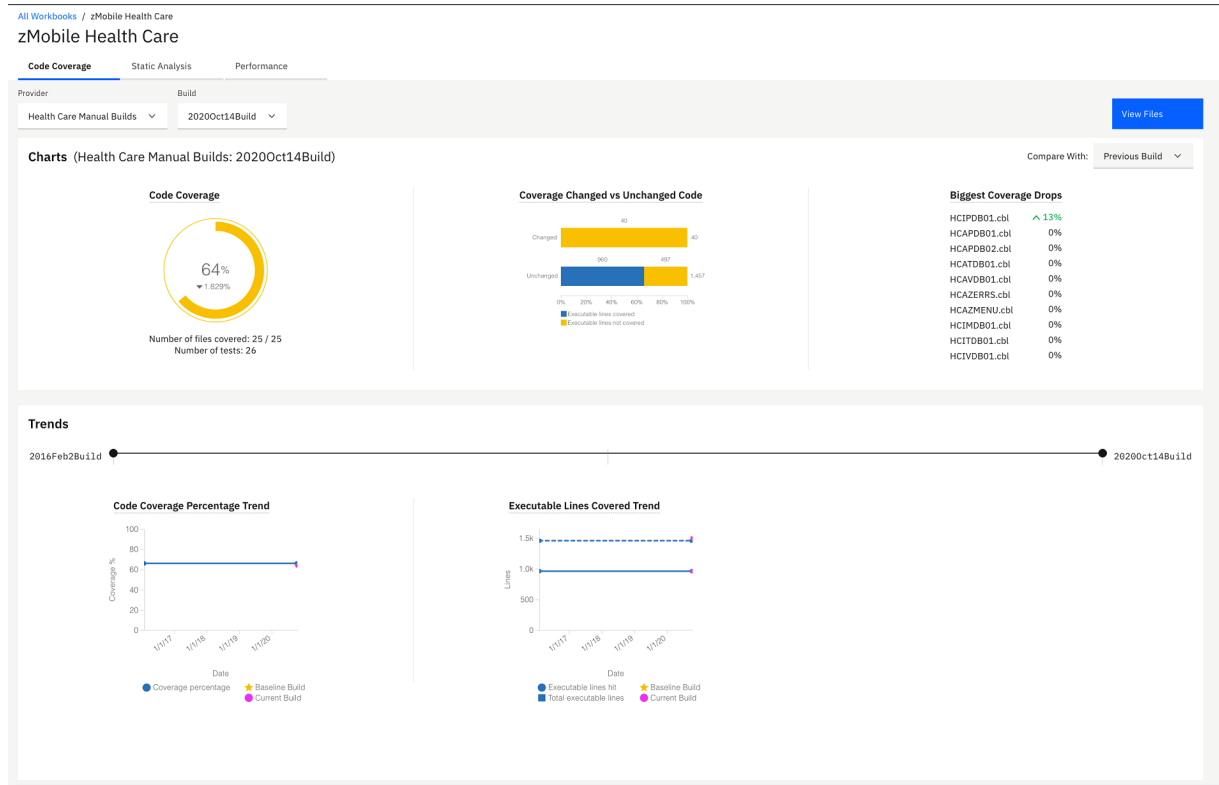 All Workbooks / zMobile Health Care
zMobile Health Care
Code Coverage Static Analysis Performance
Provider Build
Health Care Manual Builds 2020Oct14Build View Files
Charts (Health Care Manual Builds: 2020Oct14Build) Compare With: Previous Build
Code Coverage
64%
▼1.829%
Number of files covered: 25 / 25
Number of tests: 26
Coverage Changed vs Unchanged Code
40
Changed 40
960 497
Unchanged 1,457
0% 20% 40% 60% 80% 100%
Executable lines covered
Executable lines not covered
Biggest Coverage Drops
HCIPDB01.cbl 13%
HCAPDB01.cbl 0%
HCAPDB02.cbl 0%
HCATDB01.cbl 0%
HCAVDB01.cbl 0%
HCAZERRS.cbl 0%
HCAZMENU.cbl 0%
HCIMDB01.cbl 0%
HCITDB01.cbl 0%
HCIVDB01.cbl 0%
Trends
2016Feb2Build 2020Oct14Build
Code Coverage Percentage Trend
100
80
60
40
20
0
Coverage %
1/1/17 1/1/18 1/1/19 1/1/20
Date
Coverage percentage Baseline Build
Current Build
Executable Lines Covered Trend
1.5k
1.0k
500
0
Lines
1/1/17 1/1/18 1/1/19 1/1/20
Date
Executable lines hit Baseline Build
Total executable lines Current Build